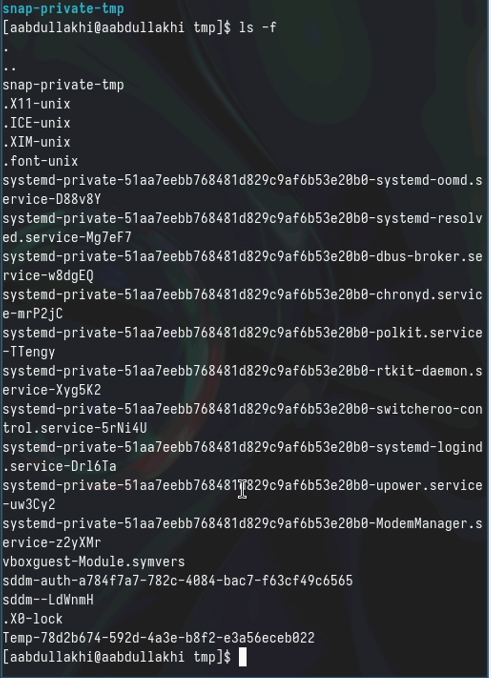 snap-private-tmp
[aabdullakhi@aabdullakhi tmp]$ ls -f
.
..
snap-private-tmp
.X11-unix
.ICE-unix
.XIM-unix
.font-unix
systemd-private-51aa7eebb768481d829c9af6b53e20b0-systemd-oomd.s
ervice-D88v8Y
systemd-private-51aa7eebb768481d829c9af6b53e20b0-systemd-resolv
ed.service-Mg7eF7
systemd-private-51aa7eebb768481d829c9af6b53e20b0-dbus-broker.se
rvice-w8dgEQ
systemd-private-51aa7eebb768481d829c9af6b53e20b0-chronyd.servic
e-mrP2jC
systemd-private-51aa7eebb768481d829c9af6b53e20b0-polkit.service
-TTengy
systemd-private-51aa7eebb768481d829c9af6b53e20b0-rtkit-daemon.s
ervice-Xyg5K2
systemd-private-51aa7eebb768481d829c9af6b53e20b0-switcheroo-con
trol.service-5rNi4U
systemd-private-51aa7eebb768481d829c9af6b53e20b0-systemd-logind
.service-Drl6Ta
systemd-private-51aa7eebb768481d829c9af6b53e20b0-upower.service
-uw3Cy2
systemd-private-51aa7eebb768481d829c9af6b53e20b0-ModemManager.s
ervice-z2yXMr
vboxguest-Module.symvers
sddm-auth-a784f7a7-782c-4084-bac7-f63cf49c6565
sddm--LdWnmH
.X0-lock
Temp-78d2b674-592d-4a3e-b8f2-e3a56eceb022
[aabdullakhi@aabdullakhi tmp]$